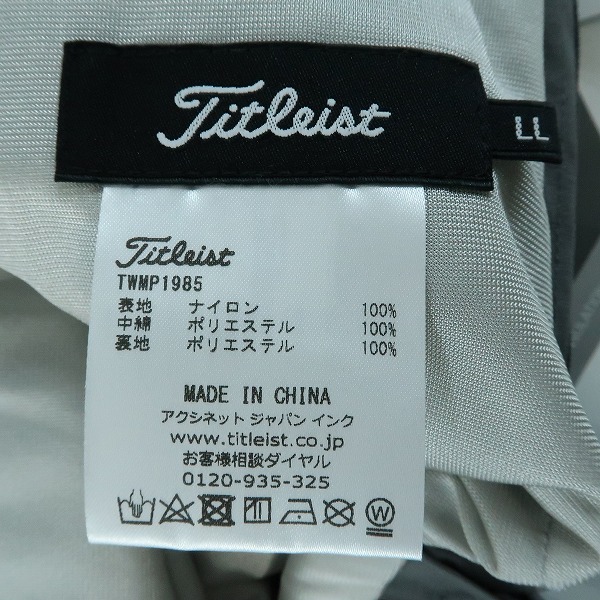 Titleist
LL
Titleist
TWMP1985
表地 ナイロン 100%
中綿 ポリエステル 100%
裏地 ポリエステル 100%
MADE IN CHINA
アクシネット ジャパン インク
www.titleist.co.jp
お客様相談ダイヤル
0120-935-325
W